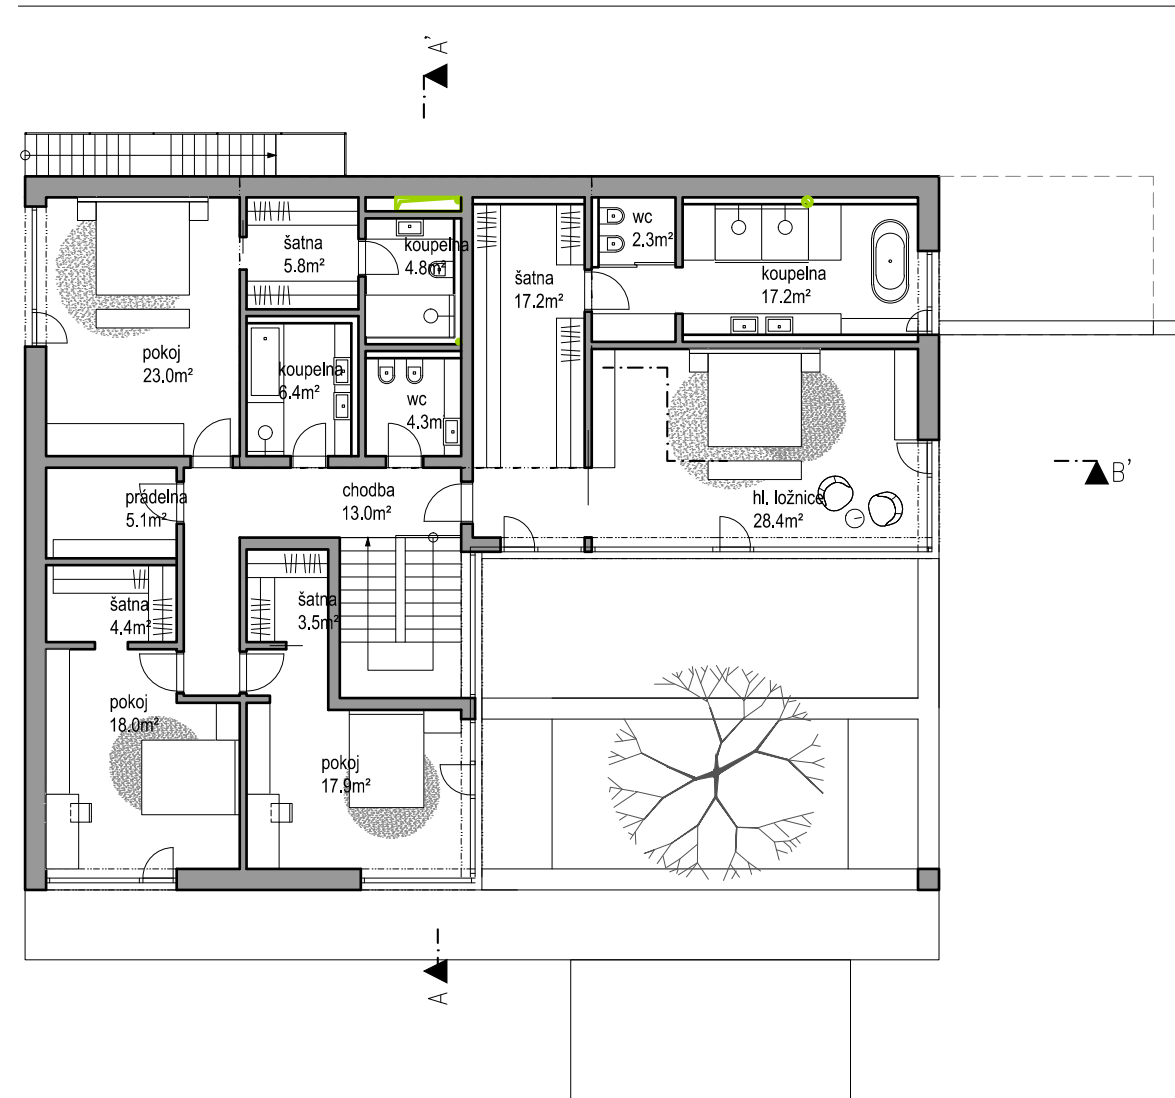 A'
šatna
5.8m²
koupelna
4.8m²
wc
2.3m²
šatna
17.2m²
koupelna
17.2m²
pokoj
23.0m²
koupelna
6.4m²
wc
4.3m
prádelna
5.1m²
chodba
13.0m²
hl. ložnice
28.4m²
B'
šatna
4.4m²
šatna
3.5m²
pokoj
18.0m²
pokoj
17.9m²
A